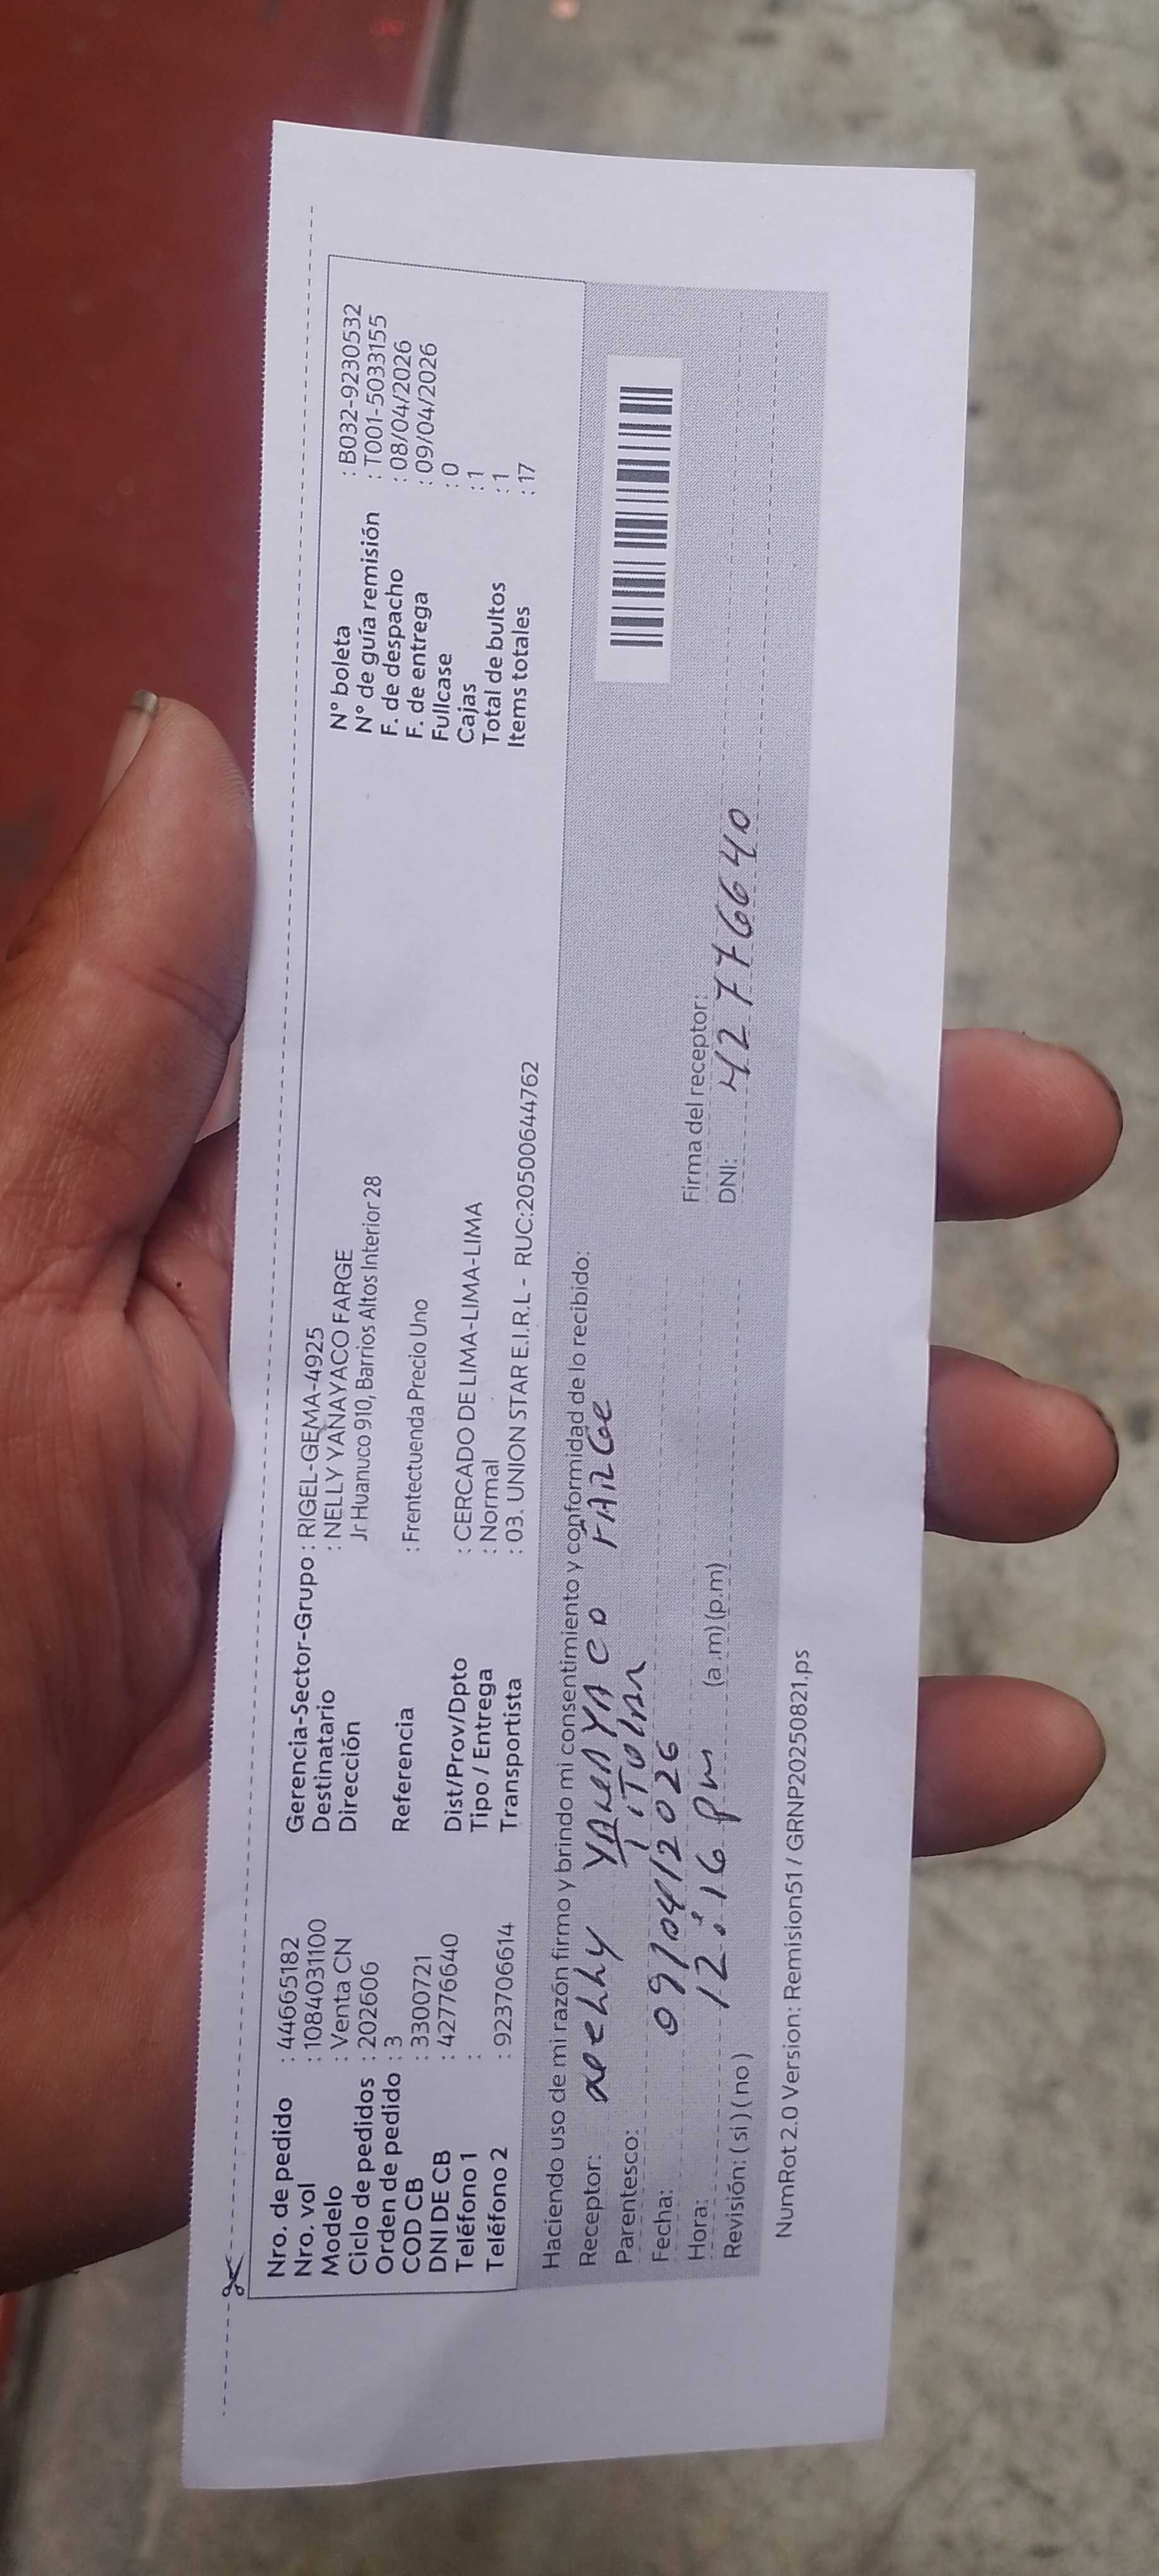 Nro. de pedido : 44665182
Nro. vol : 1084031100
Modelo : Venta CN
Ciclo de pedidos : 202606
Orden de pedido : 3
COD CB : 3300721
DNI DE CB : 42776640
Teléfono 1 :
Teléfono 2 : 923706614
Gerencia-Sector-Grupo : RIGEL-GEMA-4925
Destinatario : NELLY YANAYACO FARGE
Dirección Jr Huanuco 910, Barrios Altos Interior 28
Referencia : Frentectuenda Precio Uno
Dist/Prov/Dpto : CERCADO DE LIMA-LIMA-LIMA
Tipo / Entrega : Normal
Transportista : 03. UNION STAR E.I.R.L - RUC:20500644762
N° boleta : B032-9230532
N° de guía remisión : T001-5033155
F. de despacho : 08/04/2026
F. de entrega : 09/04/2026
Fullcase : 0
Cajas : 1
Total de bultos : 1
Items totales : 17
Haciendo uso de mi razón firmo y brindo mi consentimiento y conformidad de lo recibido:
Receptor: YANAYACO FARGE
Parentesco: TiTular
Fecha: 09/04/2026
Hora: 12:16 pm (a .m) (p.m)
Revisión: ( si ) ( no )
Firma del receptor:
DNI: 42776640
NumRot 2.0 Version: Remision51 / GRNP20250821.ps